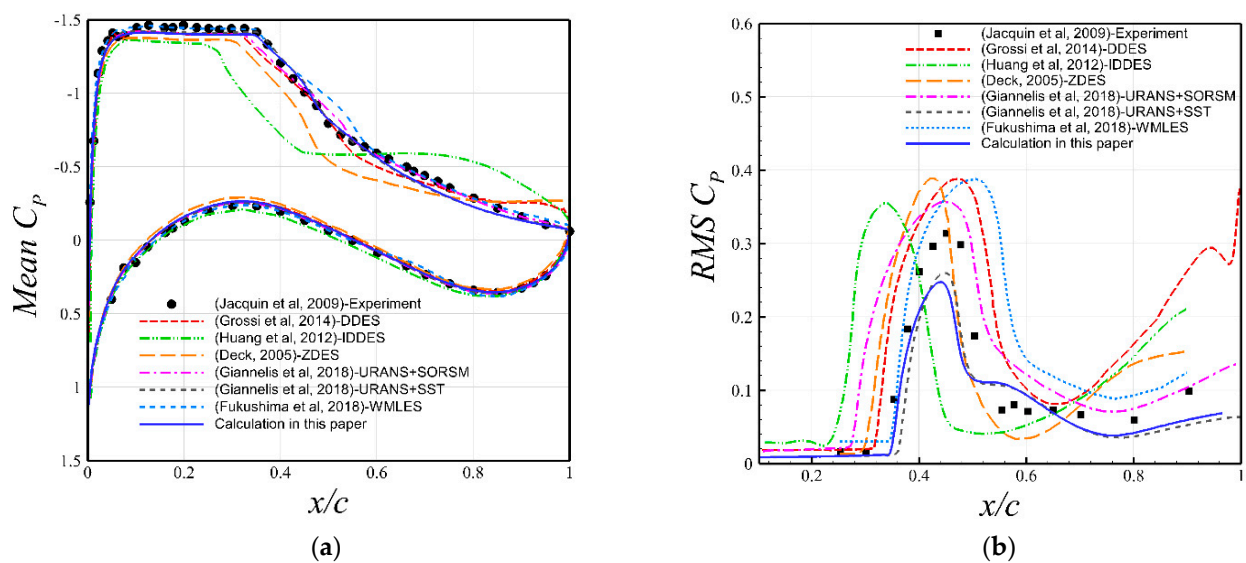 -1.5
-1
-0.5
0
0.5
1
1.5
Mean C_P
0
0.2
0.4
0.6
0.8
1
x/c
(Jacquin et al, 2009)-Experiment
(Grossi et al, 2014)-DDES
(Huang et al, 2012)-IDDES
(Deck, 2005)-ZDES
(Giannelis et al, 2018)-URANS+SORSM
(Giannelis et al, 2018)-URANS+SST
(Fukushima et al, 2018)-WMLES
Calculation in this paper
(a)
0.6
0.5
0.4
0.3
0.2
0.1
0
RMS C_P
0.2
0.4
0.6
0.8
1
x/c
(Jacquin et al, 2009)-Experiment
(Grossi et al, 2014)-DDES
(Huang et al, 2012)-IDDES
(Deck, 2005)-ZDES
(Giannelis et al, 2018)-URANS+SORSM
(Giannelis et al, 2018)-URANS+SST
(Fukushima et al, 2018)-WMLES
Calculation in this paper
(b)